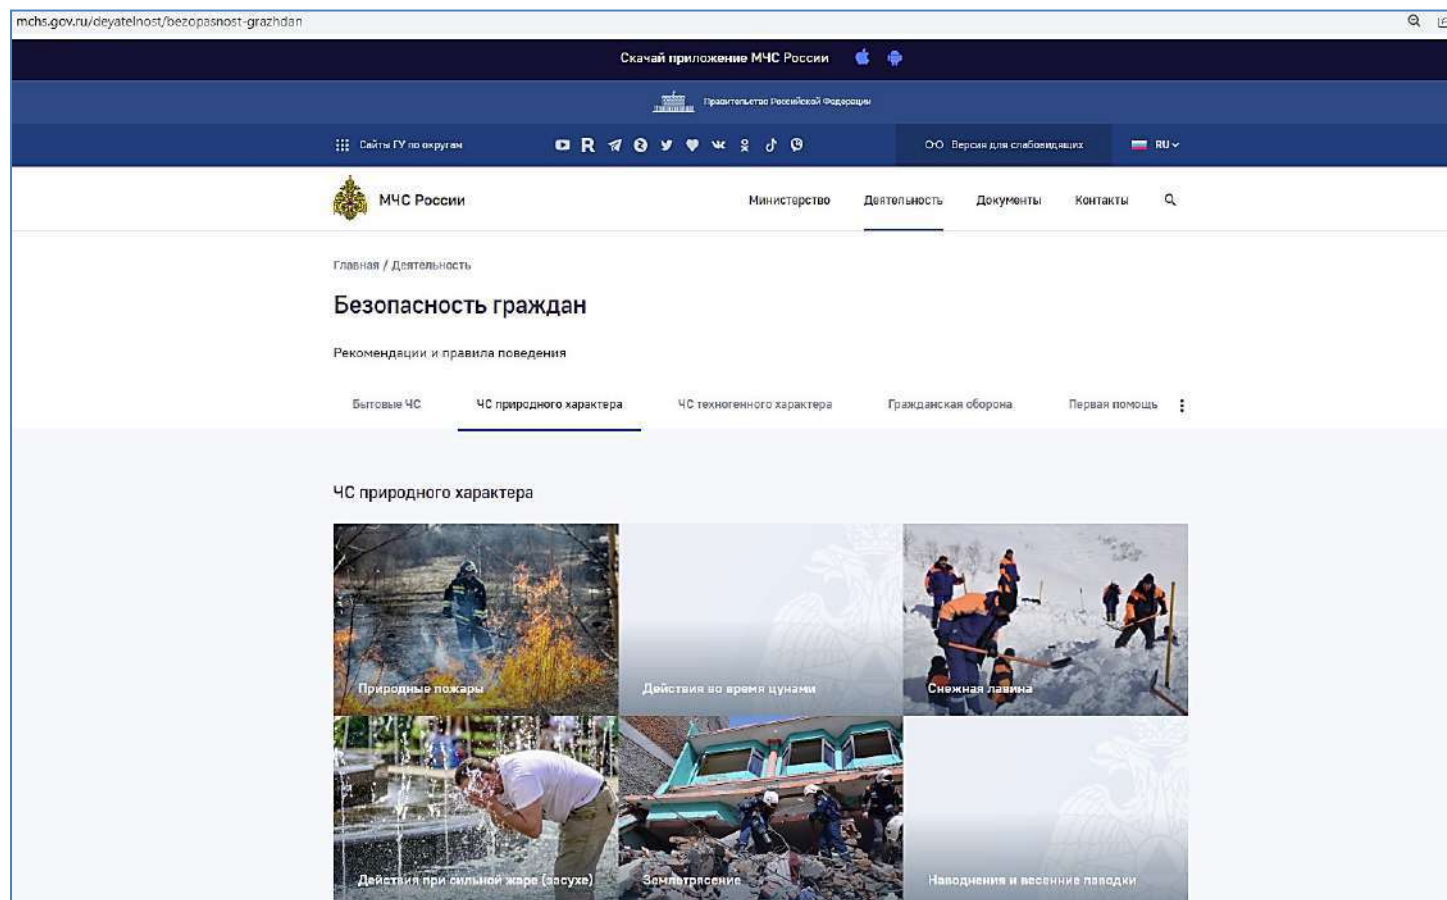 mchs.gov.ru/deyatelnost/bezopasnost-grazhdan
Скачай приложение МЧС России
Правительство Российской Федерации
Сайты ГУ по округам
Версия для слабовидящих
RU
МЧС России
Министерство
Деятельность
Документы
Контакты
Главная / Деятельность
Безопасность граждан
Рекомендации и правила поведения
Бытовые ЧС
ЧС природного характера
ЧС техногенного характера
Гражданская оборона
Первая помощь
ЧС природного характера
Природные пожары
Действия во время цунами
Снежная лавина
Действия при сильной жаре (засухе)
Землетрясение
Наводнения и весенние паводки